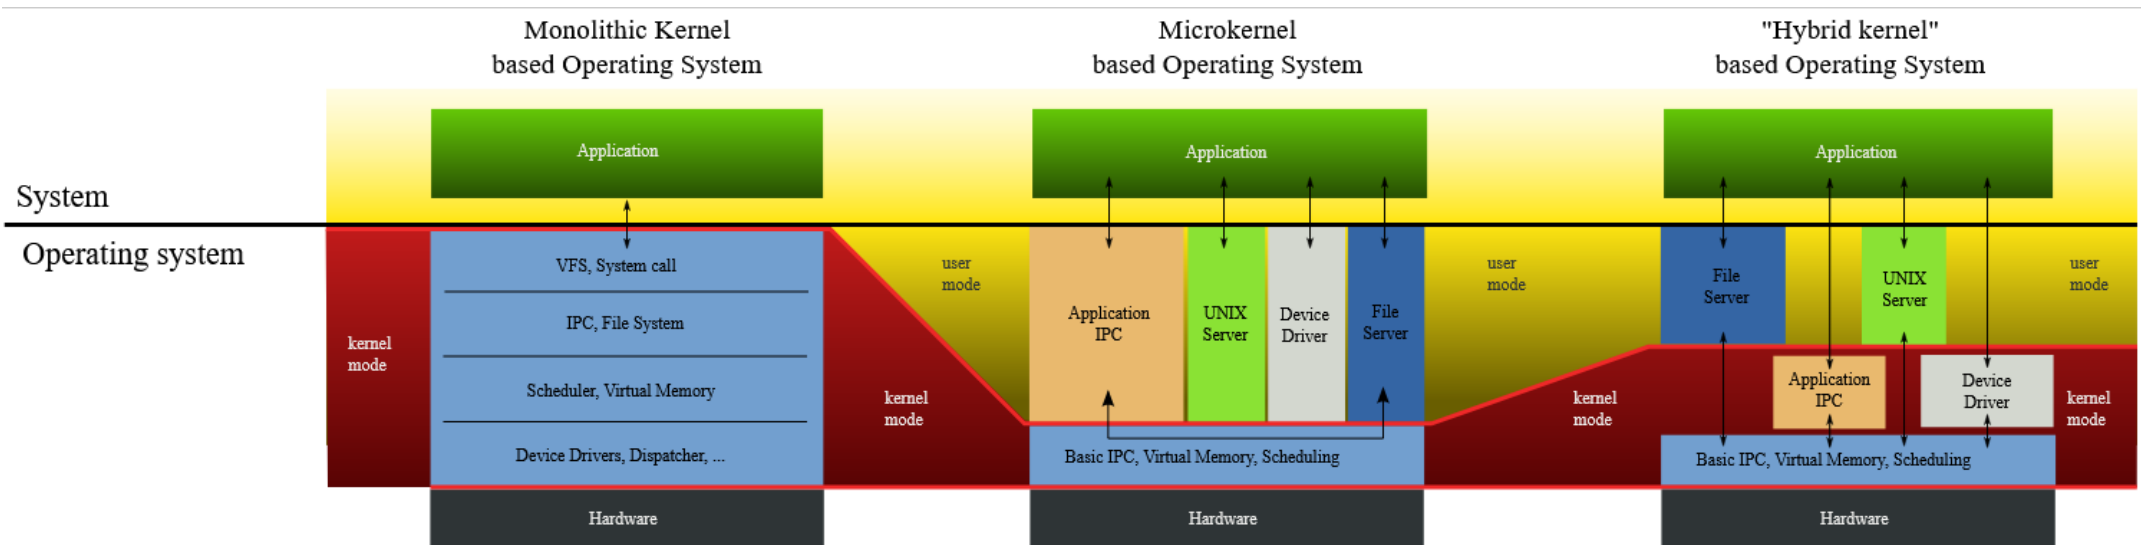 Monolithic Kernel
based Operating System
Microkernel
based Operating System
"Hybrid kernel"
based Operating System
System
Operating system
Application
VFS, System call
IPC, File System
Scheduler, Virtual Memory
Device Drivers, Dispatcher, ...
Hardware
kernel
mode
kernel
mode
user
mode
Application
Application
IPC
UNIX
Server
Device
Driver
File
Server
Basic IPC, Virtual Memory, Scheduling
Hardware
user
mode
kernel
mode
Application
File
Server
UNIX
Server
Application
IPC
Device
Driver
Basic IPC, Virtual Memory, Scheduling
Hardware
user
mode
kernel
mode